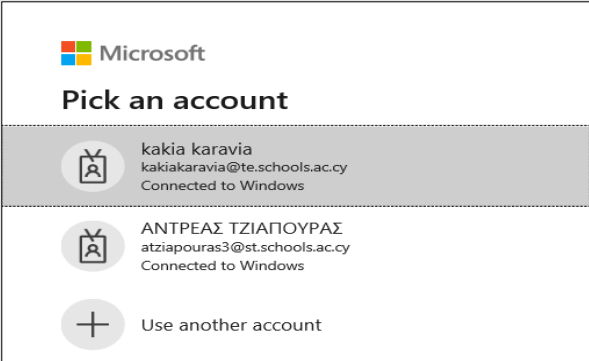 Microsoft
Pick an account
kakia karavia
kakiakaravia@te.schools.ac.cy
Connected to Windows
ΑΝΤΡΕΑΣ ΤΖΙΑΠΟΥΡΑΣ
atziapouras3@st.schools.ac.cy
Connected to Windows
Use another account